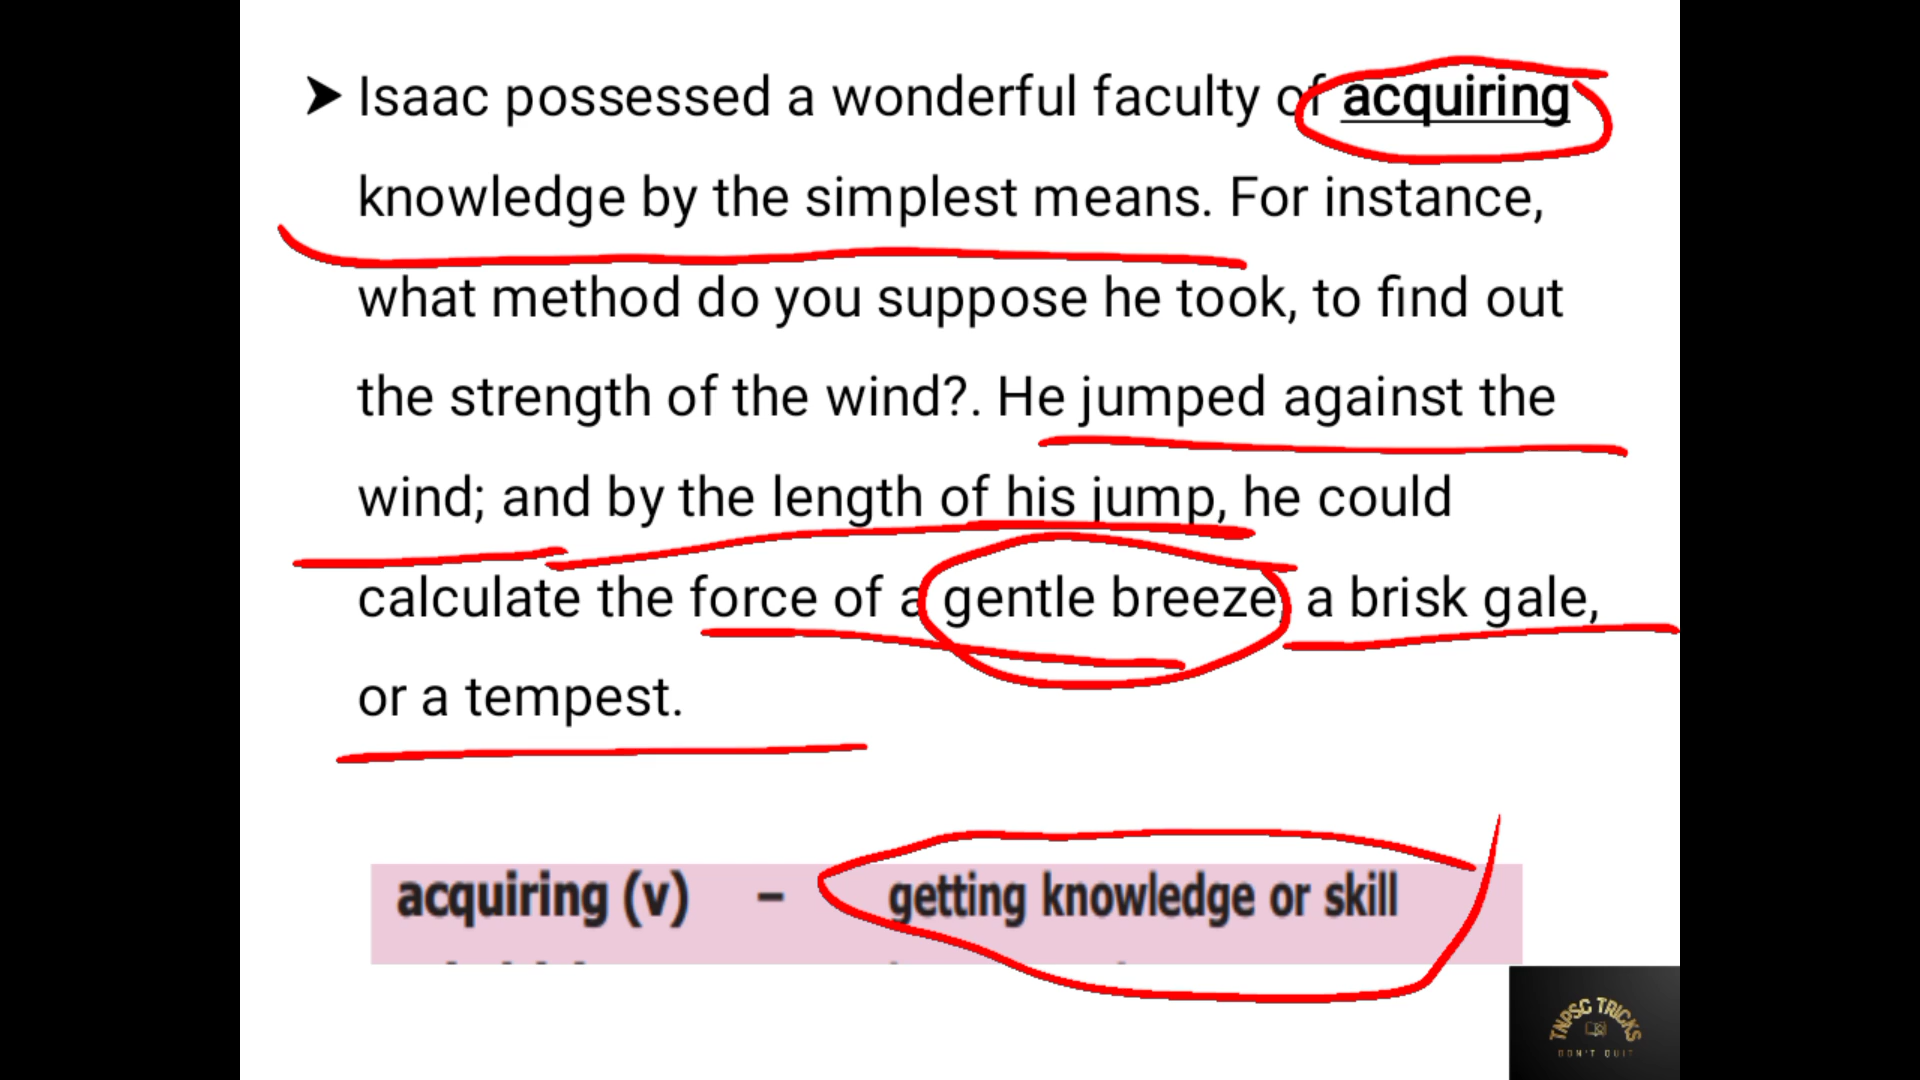 ➤ Isaac possessed a wonderful faculty of acquiring
knowledge by the simplest means. For instance,
what method do you suppose he took, to find out
the strength of the wind?. He jumped against the
wind; and by the length of his jump, he could
calculate the force of a gentle breeze, a brisk gale,
or a tempest.
acquiring (v) – getting knowledge or skill
TNPSC TRICKS
DON'T QUIT